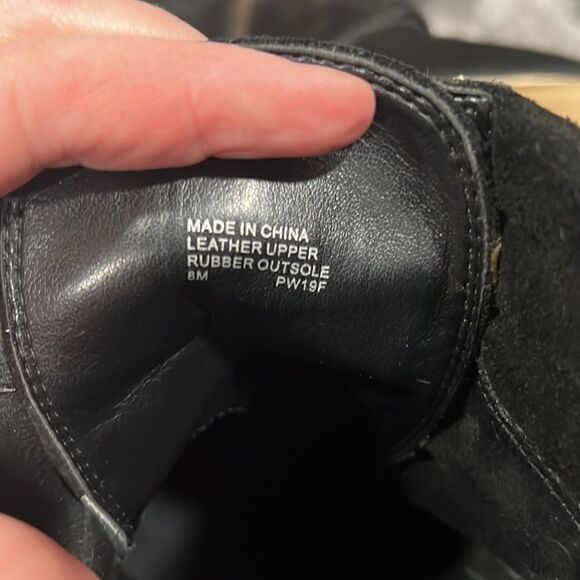 MADE IN CHINA
LEATHER UPPER
RUBBER OUTSOLE
8M PW19F